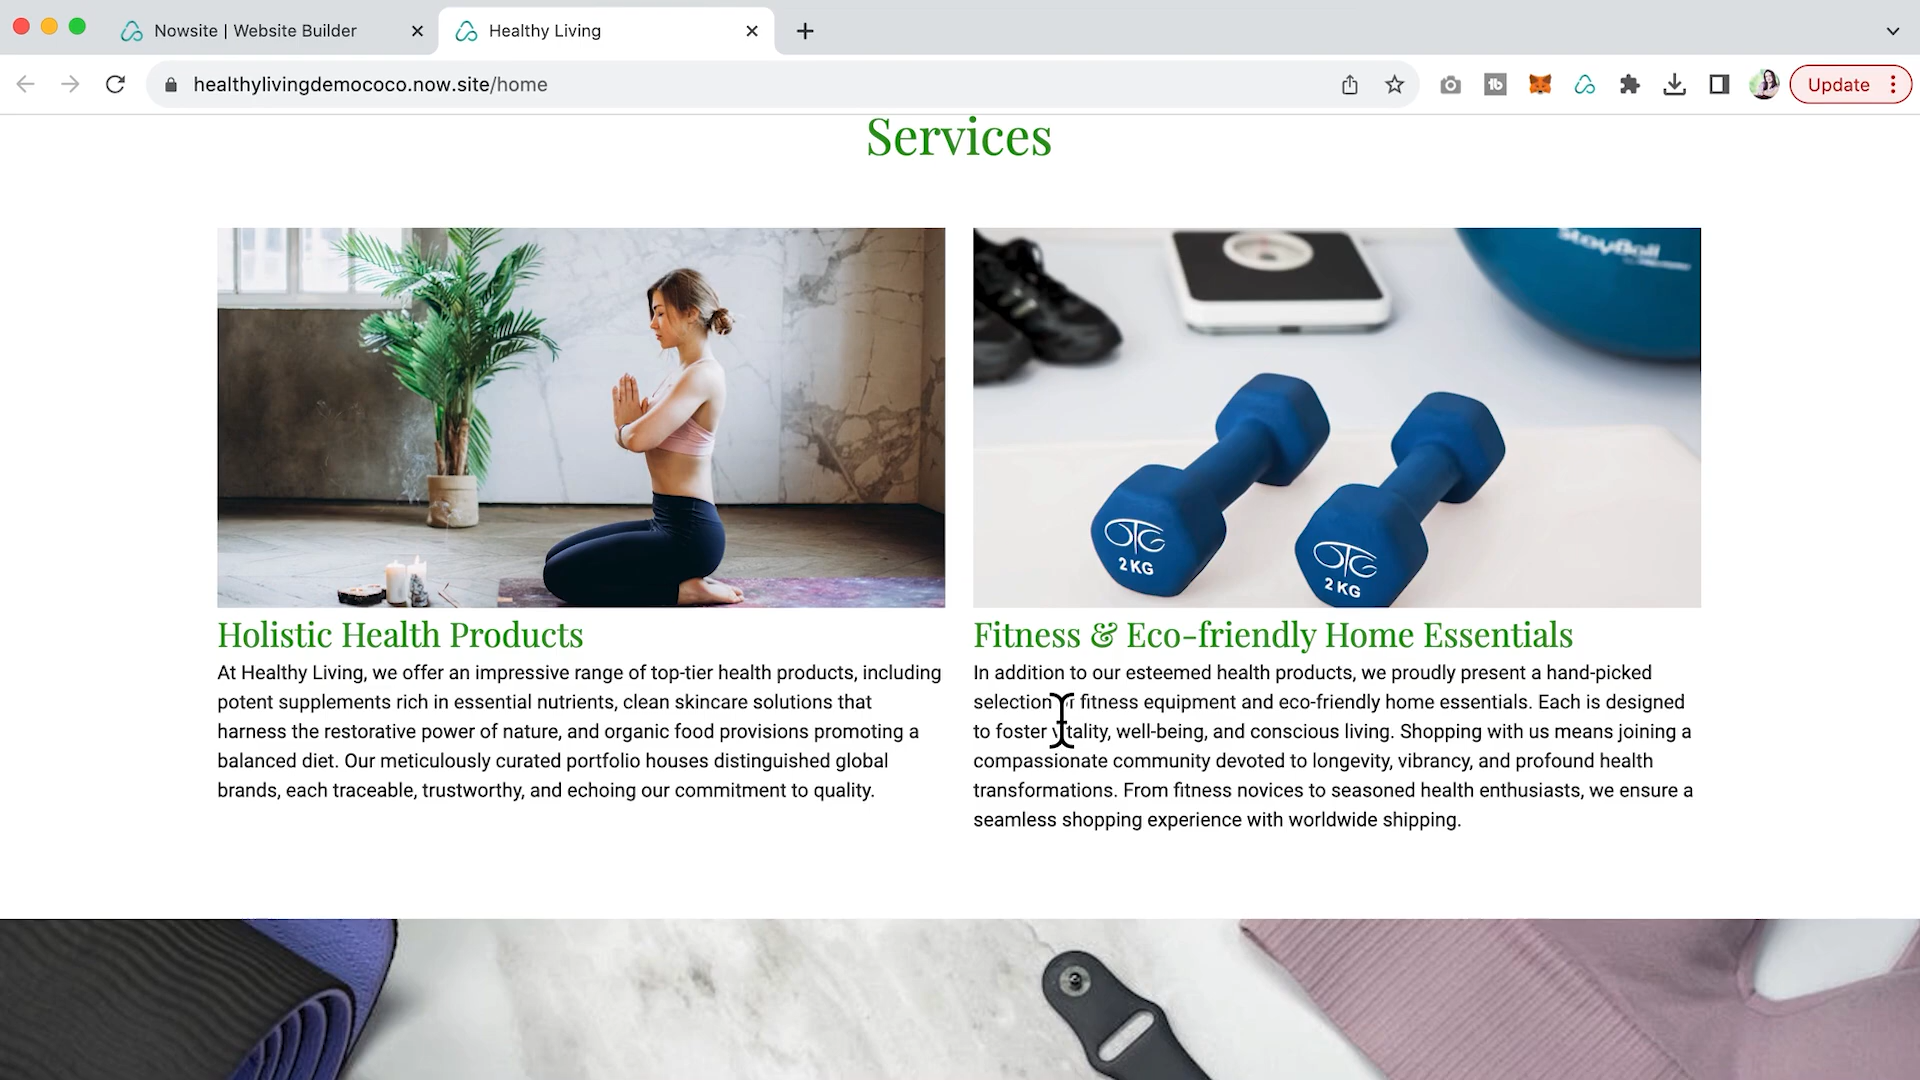 Nowsite | Website Builder
Healthy Living
healthylivingdemococo.now.site/home
Update
Services
StayBall
OTG
2 KG
OTG
2 KG
Holistic Health Products
At Healthy Living, we offer an impressive range of top-tier health products, including
potent supplements rich in essential nutrients, clean skincare solutions that
harness the restorative power of nature, and organic food provisions promoting a
balanced diet. Our meticulously curated portfolio houses distinguished global
brands, each traceable, trustworthy, and echoing our commitment to quality.
Fitness & Eco-friendly Home Essentials
In addition to our esteemed health products, we proudly present a hand-picked
selection of fitness equipment and eco-friendly home essentials. Each is designed
to foster vitality, well-being, and conscious living. Shopping with us means joining a
compassionate community devoted to longevity, vibrancy, and profound health
transformations. From fitness novices to seasoned health enthusiasts, we ensure a
seamless shopping experience with worldwide shipping.